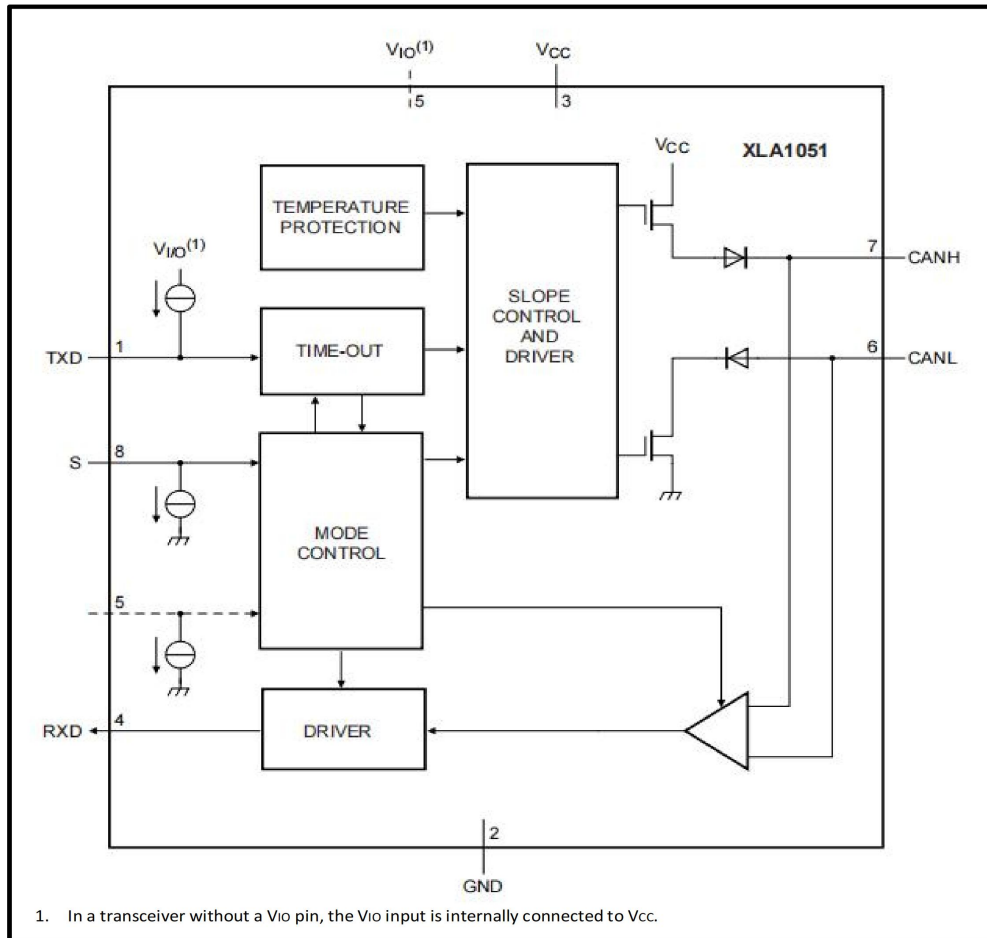 VIO(1)
VCC
5
3
VCC
XLA1051
TEMPERATURE
PROTECTION
VI/O(1)
7
CANH
SLOPE
CONTROL
AND
DRIVER
TXD
1
TIME-OUT
6
CANL
S
8
MODE
CONTROL
5
RXD
4
DRIVER
2
GND
1. In a transceiver without a VIO pin, the VIO input is internally connected to VCC.